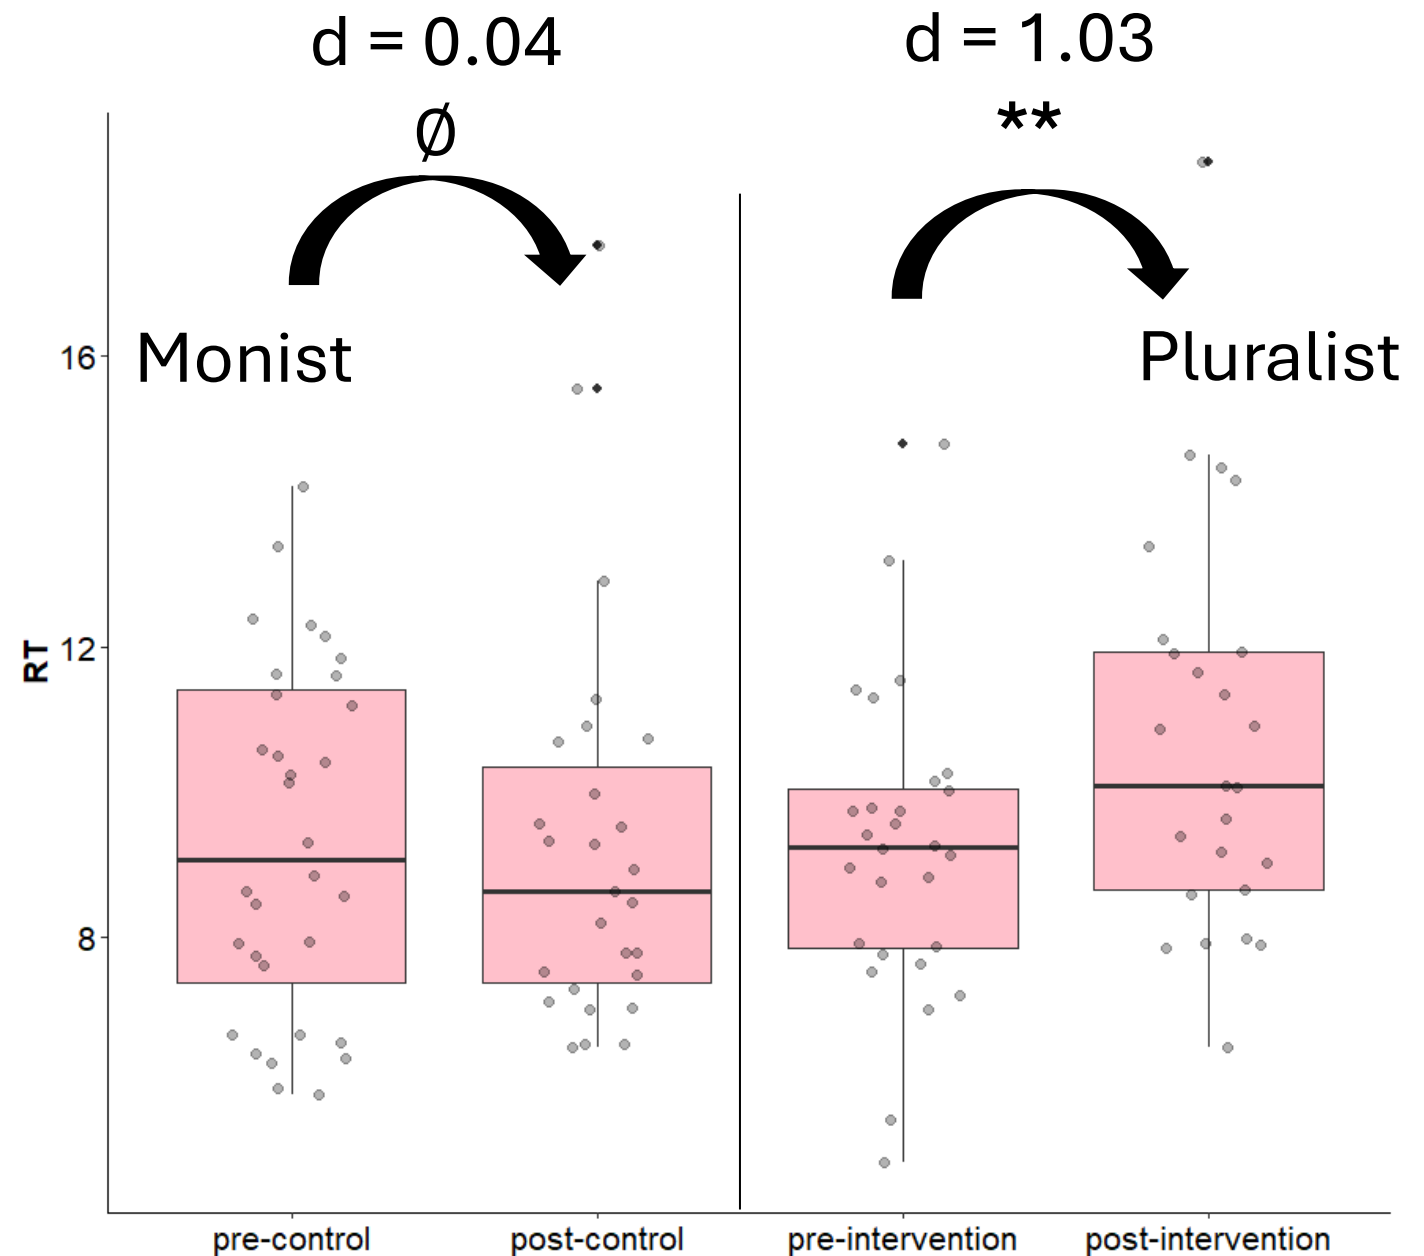 d = 0.04
d = 1.03
Ø
**
Monist
Pluralist
16
12
8
RT
pre-control
post-control
pre-intervention
post-intervention